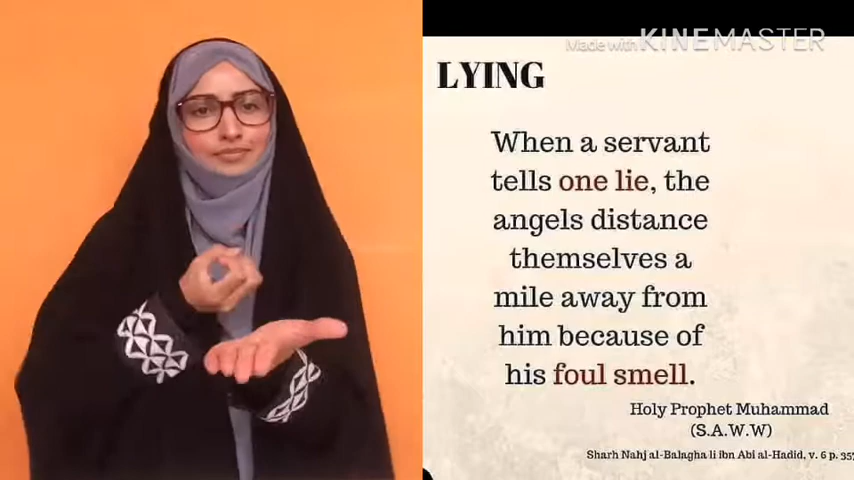 Made with KINEMASTER
LYING
When a servant
tells one lie, the
angels distance
themselves a
mile away from
him because of
his foul smell.
Holy Prophet Muhammad
(S.A.W.W)
Sharh Nahj al-Balagha li ibn Abi al-Hadid, v. 6 p. 357